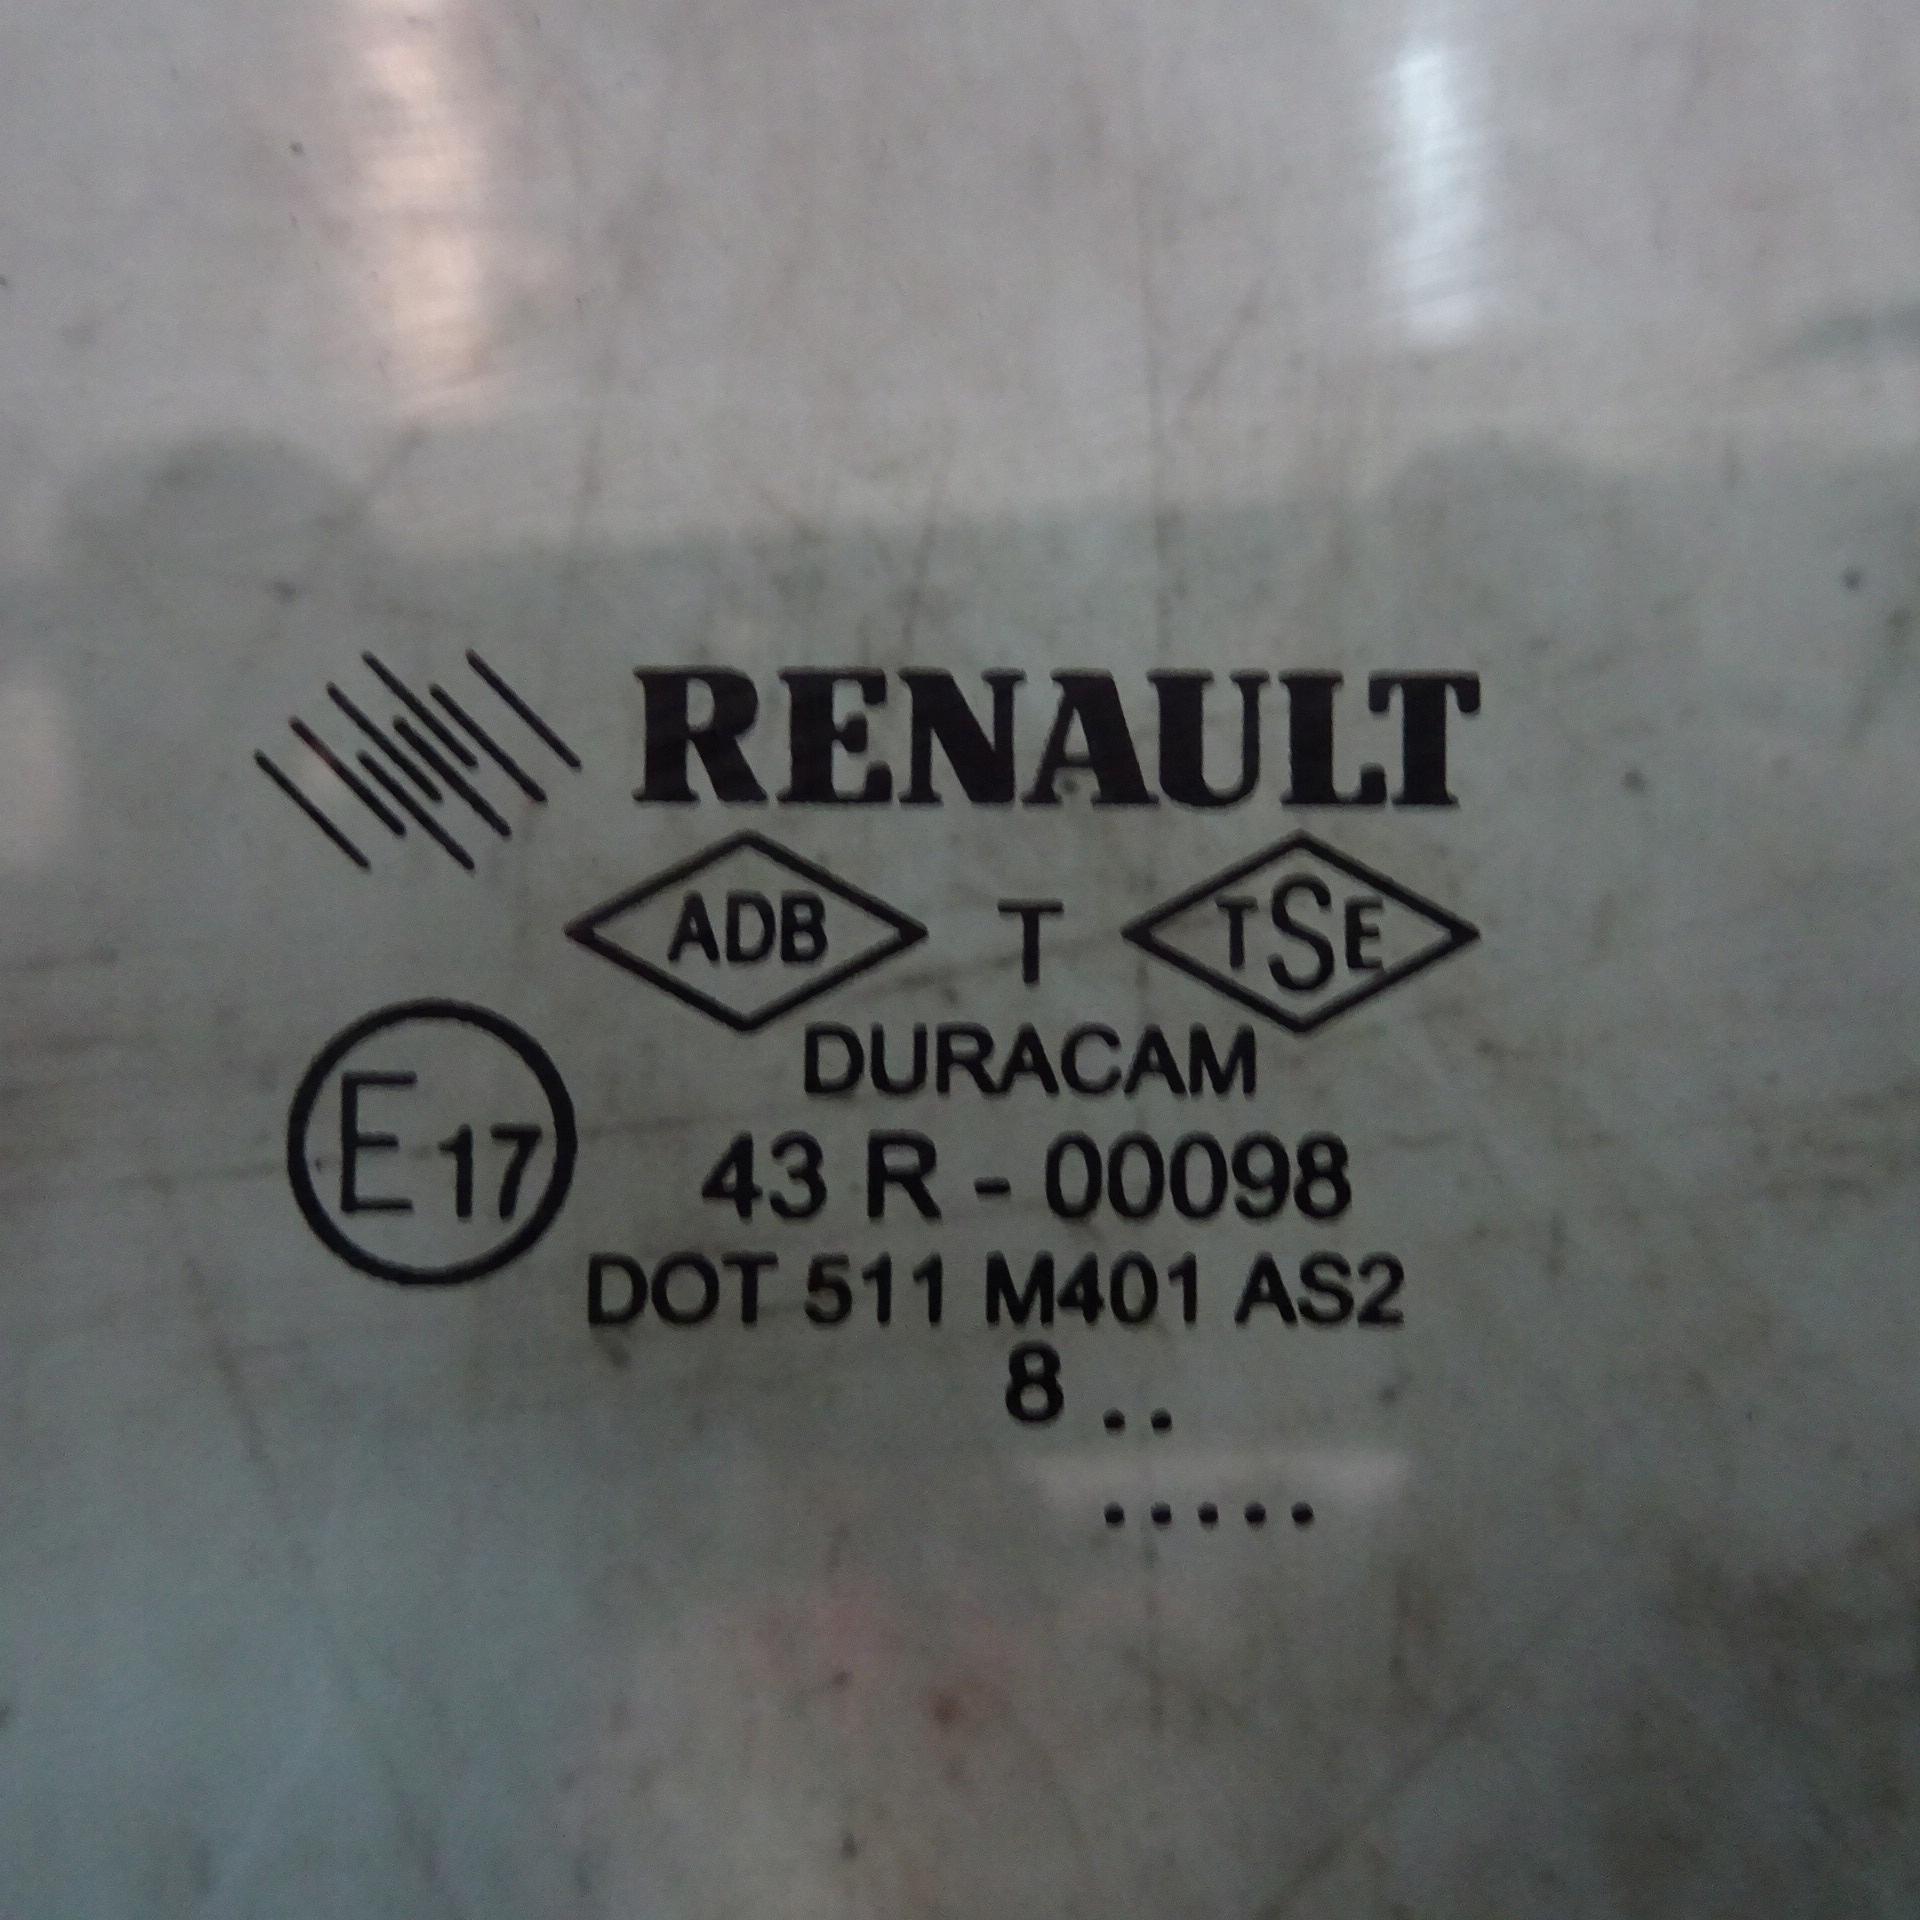 RENAULT
ADB T TSE
DURACAM
E17 43 R - 00098
DOT 511 M401 AS2
8 ..
.....